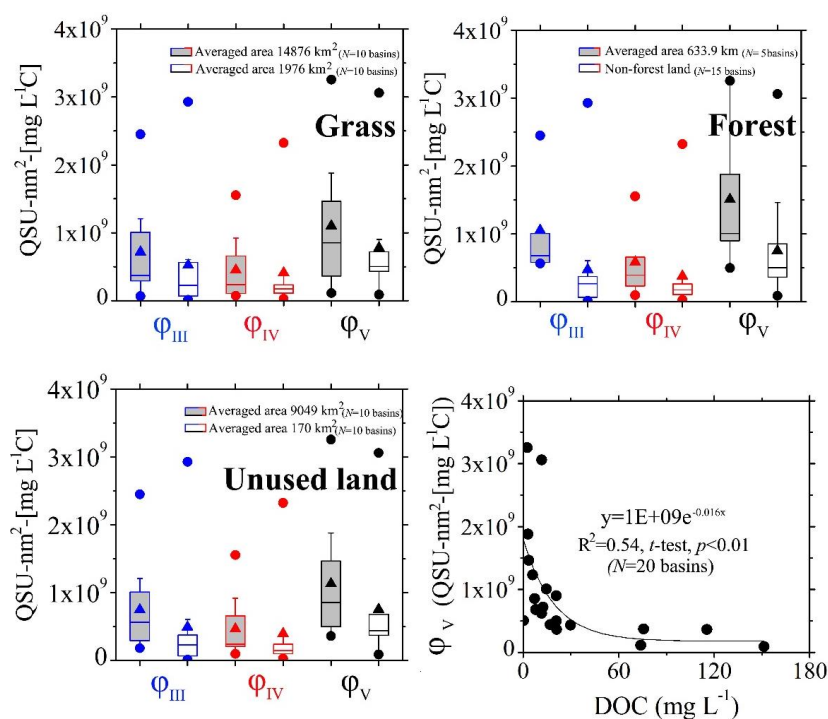 4x10⁹
3x10⁹
2x10⁹
1x10⁹
0
QSU-nm²-[mg L⁻¹C]
Averaged area 14876 km² (N=10 basins)
Averaged area 1976 km² (N=10 basins)
Grass
φIII φIV φV
4x10⁹
3x10⁹
2x10⁹
1x10⁹
0
QSU-nm²-[mg L⁻¹C]
Averaged area 633.9 km (N= 5basins)
Non-forest land (N=15 basins)
Forest
φIII φIV φV
4x10⁹
3x10⁹
2x10⁹
1x10⁹
0
QSU-nm²-[mg L⁻¹C]
Averaged area 9049 km² (N=10 basins)
Averaged area 170 km² (N=10 basins)
Unused land
φIII φIV φV
4x10⁹
3x10⁹
2x10⁹
1x10⁹
0
φV (QSU-nm²-[mg L⁻¹C])
y=1E+09e⁻⁰·⁰¹⁶ˣ
R²=0.54, t-test, p<0.01
(N=20 basins)
0 60 120 180
DOC (mg L⁻¹)